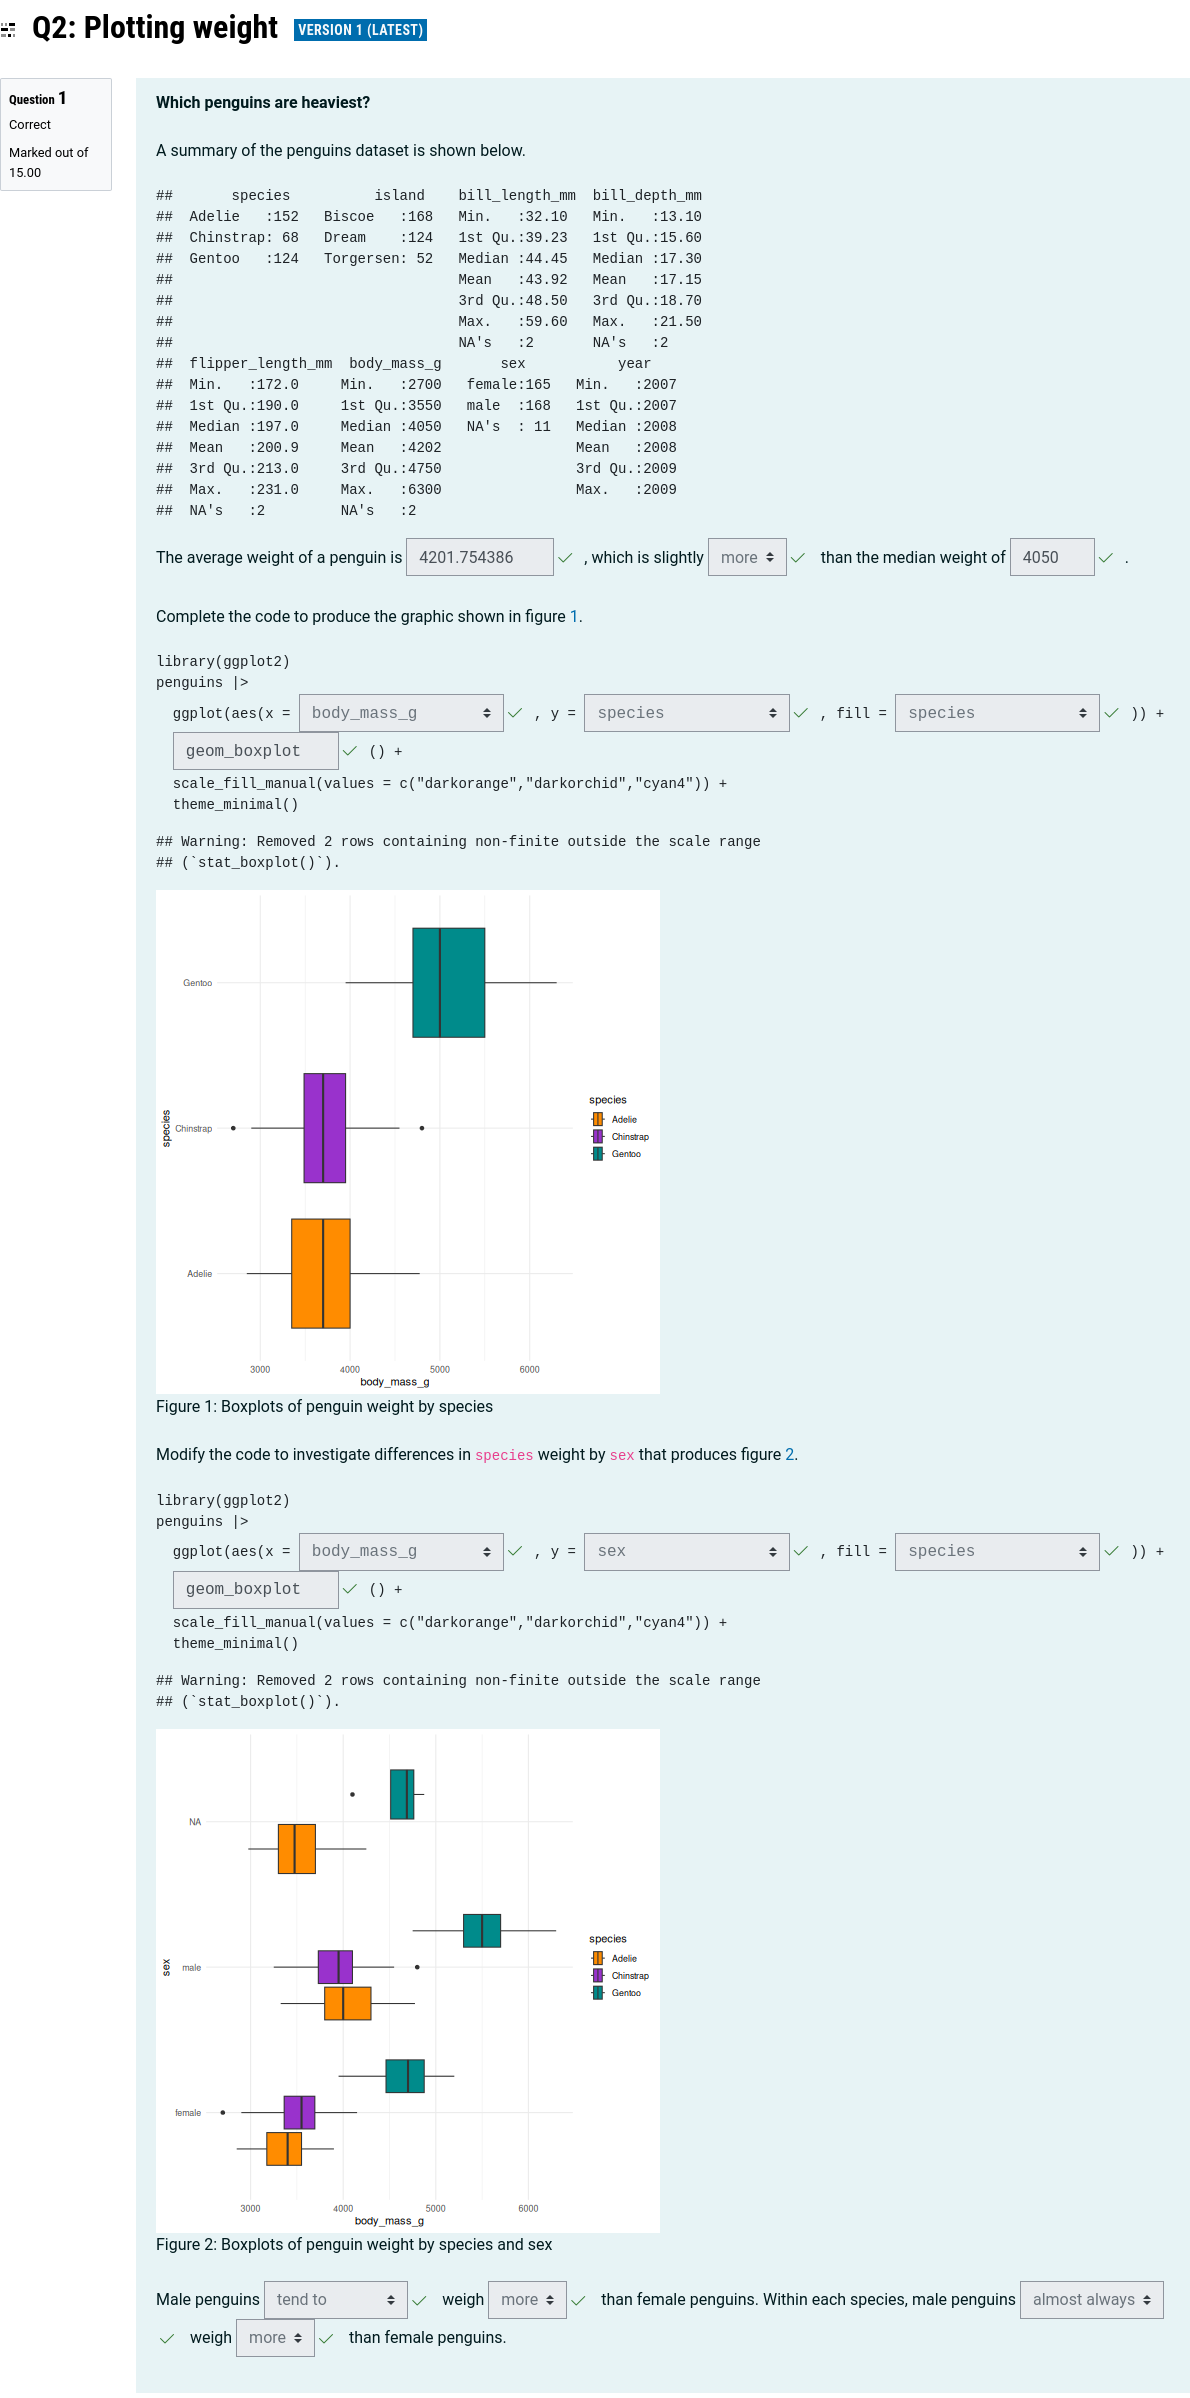 Q2: Plotting weight VERSION 1 (LATEST)
Question 1
Correct
Marked out of
15.00
Which penguins are heaviest?
A summary of the penguins dataset is shown below.
##       species          island    bill_length_mm  bill_depth_mm
##  Adelie   :152   Biscoe   :168   Min.   :32.10   Min.   :13.10
##  Chinstrap: 68   Dream    :124   1st Qu.:39.23   1st Qu.:15.60
##  Gentoo   :124   Torgersen: 52   Median :44.45   Median :17.30
##                                  Mean   :43.92   Mean   :17.15
##                                  3rd Qu.:48.50   3rd Qu.:18.70
##                                  Max.   :59.60   Max.   :21.50
##                                  NA's   :2       NA's   :2
##  flipper_length_mm  body_mass_g       sex           year
##  Min.   :172.0     Min.   :2700   female:165   Min.   :2007
##  1st Qu.:190.0     1st Qu.:3550   male  :168   1st Qu.:2007
##  Median :197.0     Median :4050   NA's  : 11   Median :2008
##  Mean   :200.9     Mean   :4202                Mean   :2008
##  3rd Qu.:213.0     3rd Qu.:4750                3rd Qu.:2009
##  Max.   :231.0     Max.   :6300                Max.   :2009
##  NA's   :2         NA's   :2
The average weight of a penguin is 4201.754386 , which is slightly more than the median weight of 4050 .
Complete the code to produce the graphic shown in figure 1.
library(ggplot2)
penguins |>
ggplot(aes(x = body_mass_g , y = species , fill = species )) +
geom_boxplot () +
scale_fill_manual(values = c("darkorange","darkorchid","cyan4")) +
theme_minimal()
## Warning: Removed 2 rows containing non-finite outside the scale range
## (`stat_boxplot()`).
Gentoo
Chinstrap
Adelie
species
3000 4000 5000 6000
body_mass_g
species
Adelie
Chinstrap
Gentoo
Figure 1: Boxplots of penguin weight by species
Modify the code to investigate differences in species weight by sex that produces figure 2.
library(ggplot2)
penguins |>
ggplot(aes(x = body_mass_g , y = sex , fill = species )) +
geom_boxplot () +
scale_fill_manual(values = c("darkorange","darkorchid","cyan4")) +
theme_minimal()
## Warning: Removed 2 rows containing non-finite outside the scale range
## (`stat_boxplot()`).
NA
male
female
sex
3000 4000 5000 6000
body_mass_g
species
Adelie
Chinstrap
Gentoo
Figure 2: Boxplots of penguin weight by species and sex
Male penguins tend to weigh more than female penguins. Within each species, male penguins almost always
weigh more than female penguins.